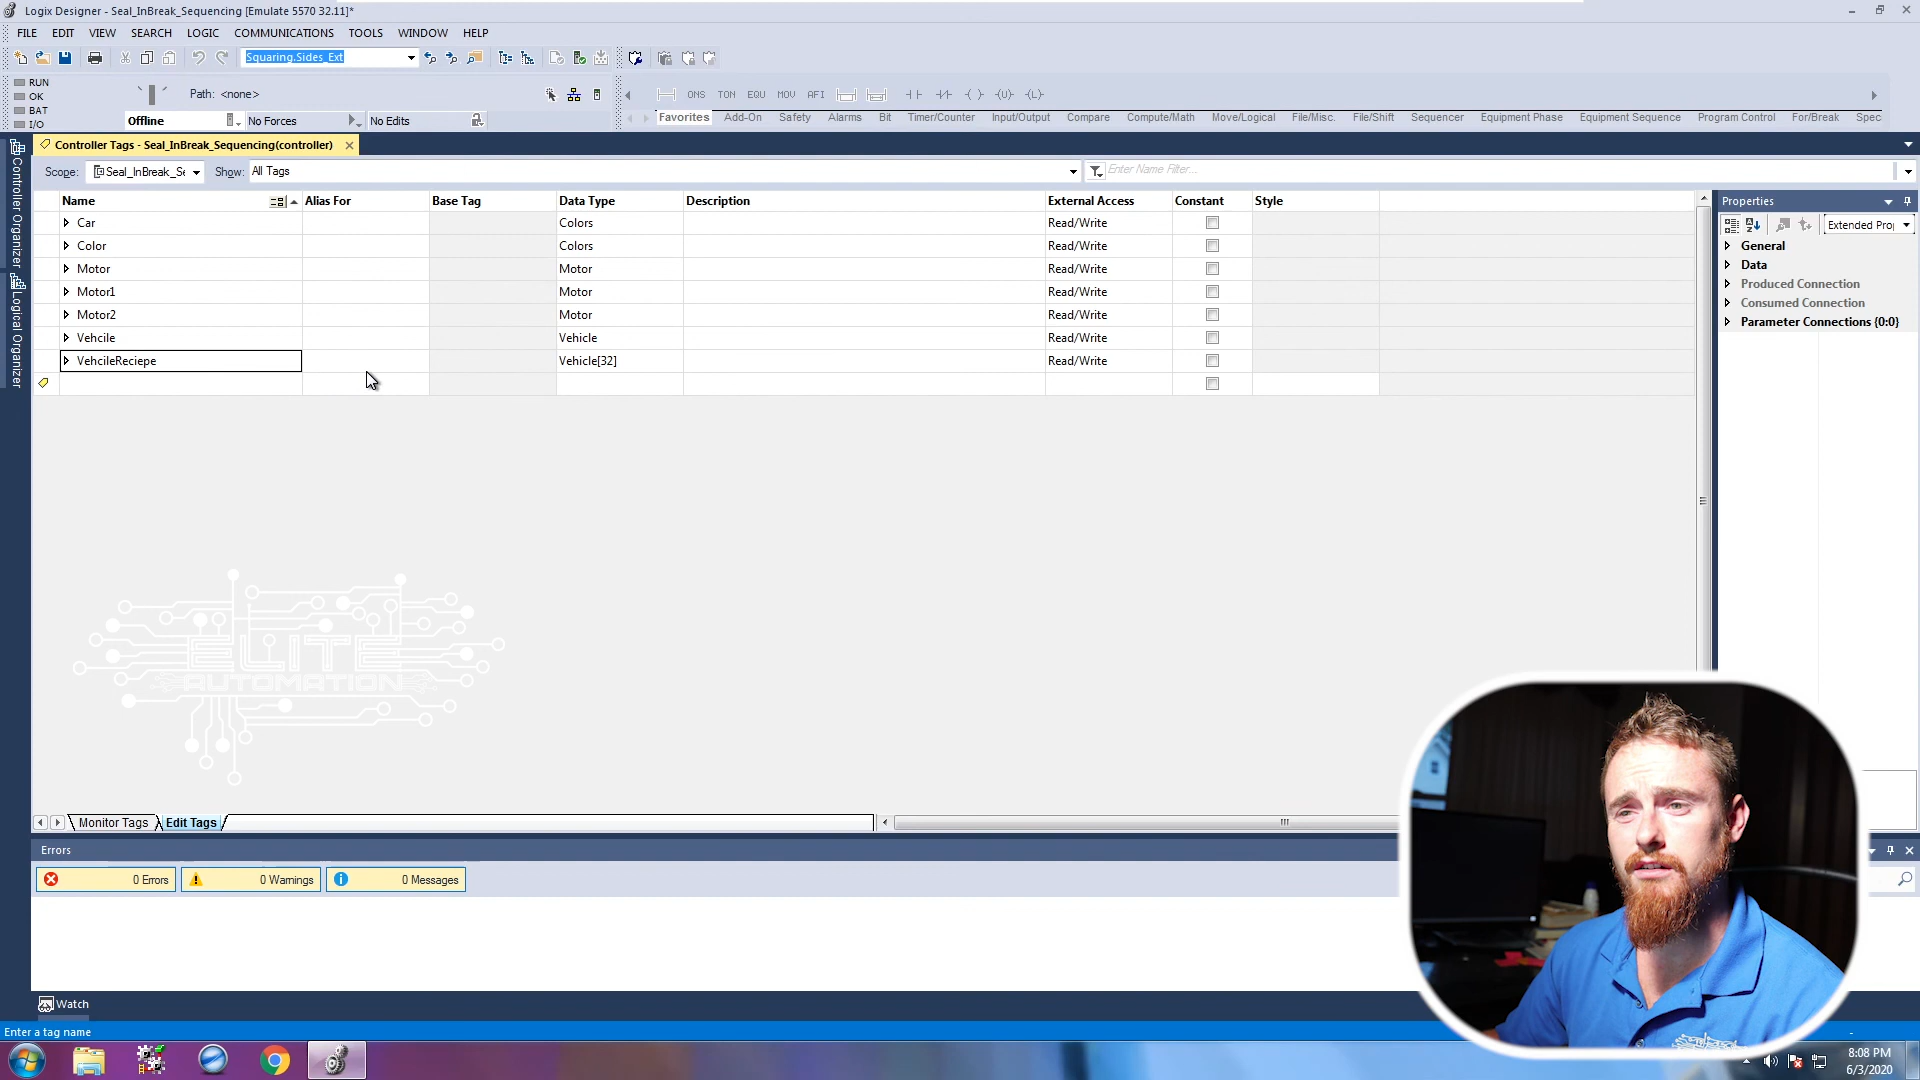 Logix Designer - Seal_InBreak_Sequencing [Emulate 5570 32.11]*
FILE EDIT VIEW SEARCH LOGIC COMMUNICATIONS TOOLS WINDOW HELP
Squaring.Sides_Ext
RUN
OK
BAT
I/O
Path: <none>
Offline No Forces No Edits
ONS TON EQU MOV AFI (U) (L)
Favorites Add-On Safety Alarms Bit Timer/Counter Input/Output Compare Compute/Math Move/Logical File/Misc. File/Shift Sequencer Equipment Phase Equipment Sequence Program Control For/Break Spec
Controller Organizer
Logical Organizer
Controller Tags - Seal_InBreak_Sequencing(controller)
Scope: Seal_InBreak_Se Show: All Tags Enter Name Filter...
Name Alias For Base Tag Data Type Description External Access Constant Style
Car Colors Read/Write
Color Colors Read/Write
Motor Motor Read/Write
Motor1 Motor Read/Write
Motor2 Motor Read/Write
Vehcile Vehicle Read/Write
VehcileReciepe Vehicle[32] Read/Write
Properties
Extended Proj
General
Data
Produced Connection
Consumed Connection
Parameter Connections {0:0}
ELITE
AUTOMATION
Monitor Tags Edit Tags
Errors
0 Errors 0 Warnings 0 Messages
Watch
Enter a tag name
8:08 PM
6/3/2020